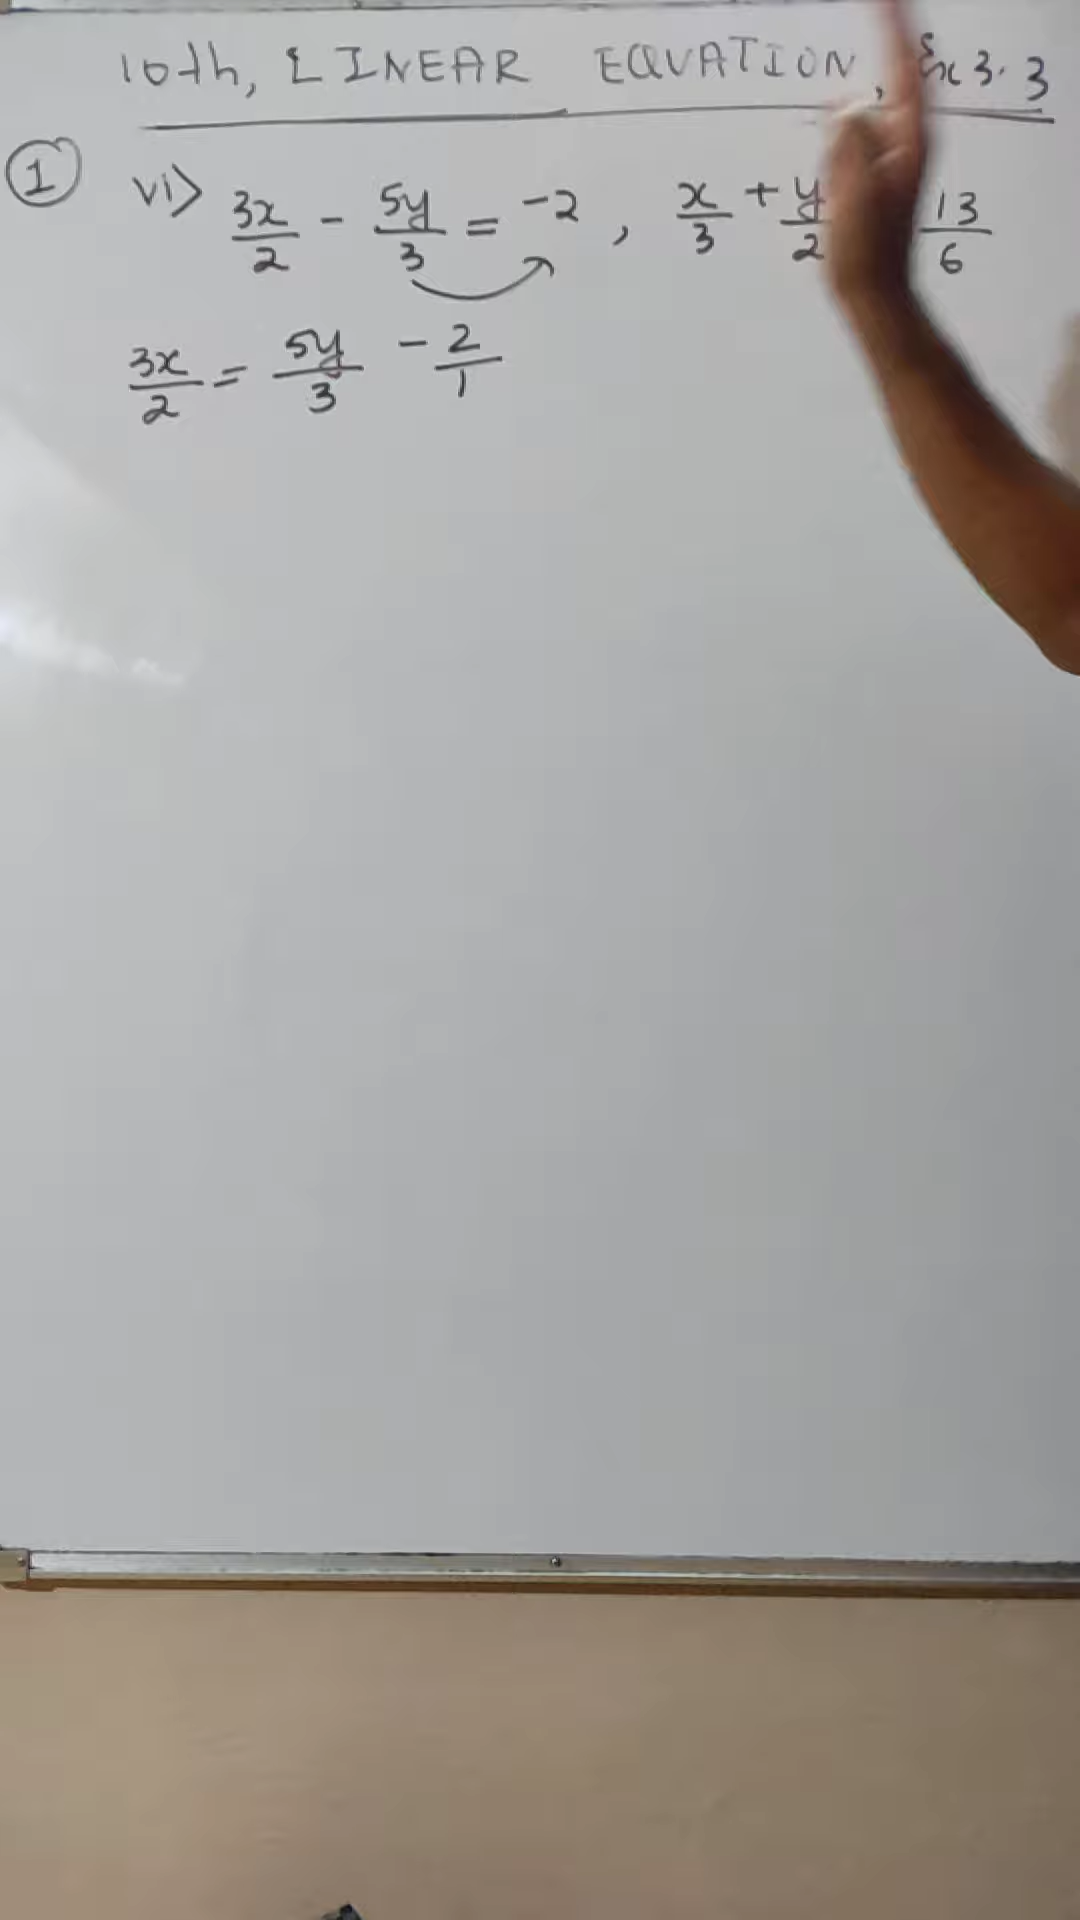 10th, LINEAR EQUATION, Ex 3.3
① vi) 3x/2 - 5y/3 = -2, x/3 + y/2 13/6
3x/2 = 5y/3 - 2/1